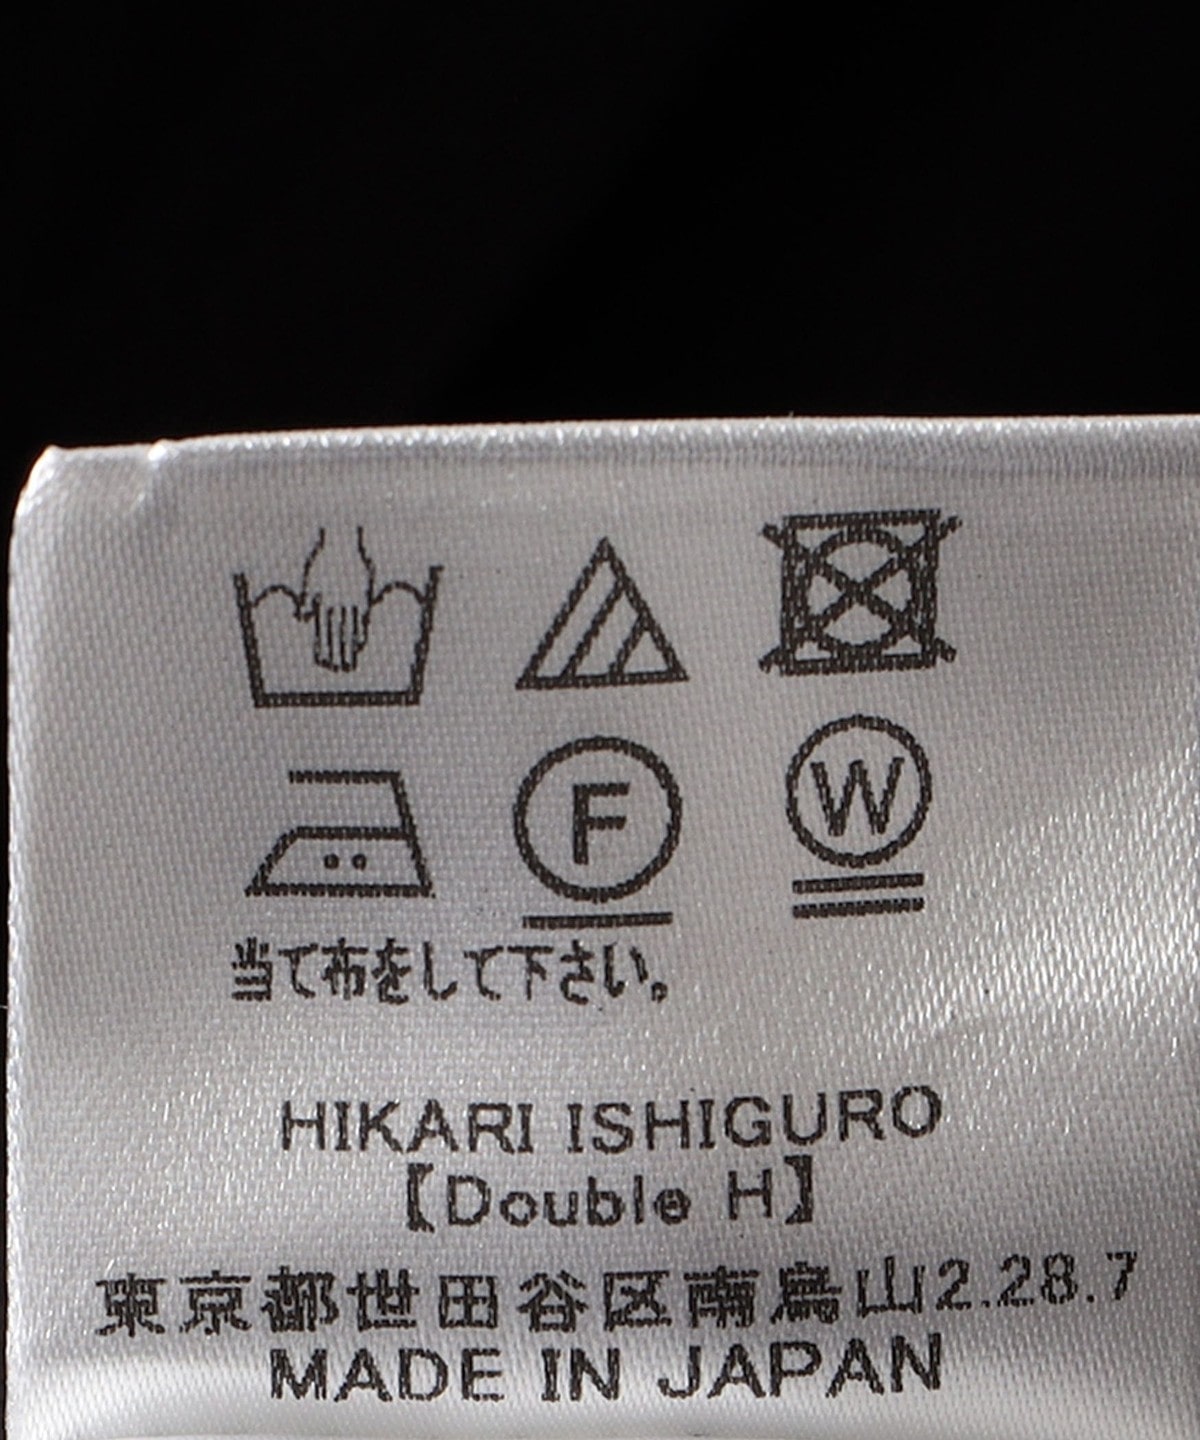 F W
当て布をして下さい。
HIKARI ISHIGURO
【Double H】
東京都世田谷区南烏山2.28.7
MADE IN JAPAN